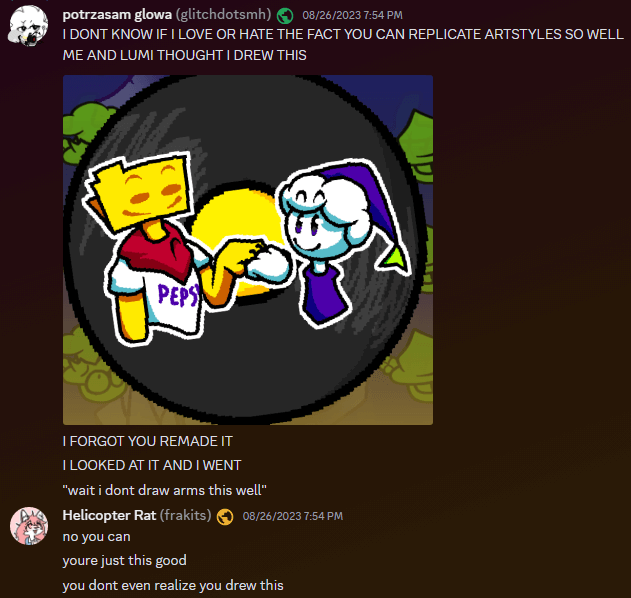 potrzasam glowa (glitchdotsmh) 08/26/2023 7:54 PM
I DONT KNOW IF I LOVE OR HATE THE FACT YOU CAN REPLICATE ARTSTYLES SO WELL
ME AND LUMI THOUGHT I DREW THIS
PEPS
I FORGOT YOU REMADE IT
I LOOKED AT IT AND I WENT
"wait i dont draw arms this well"
Helicopter Rat (frakits) 08/26/2023 7:54 PM
no you can
youre just this good
you dont even realize you drew this